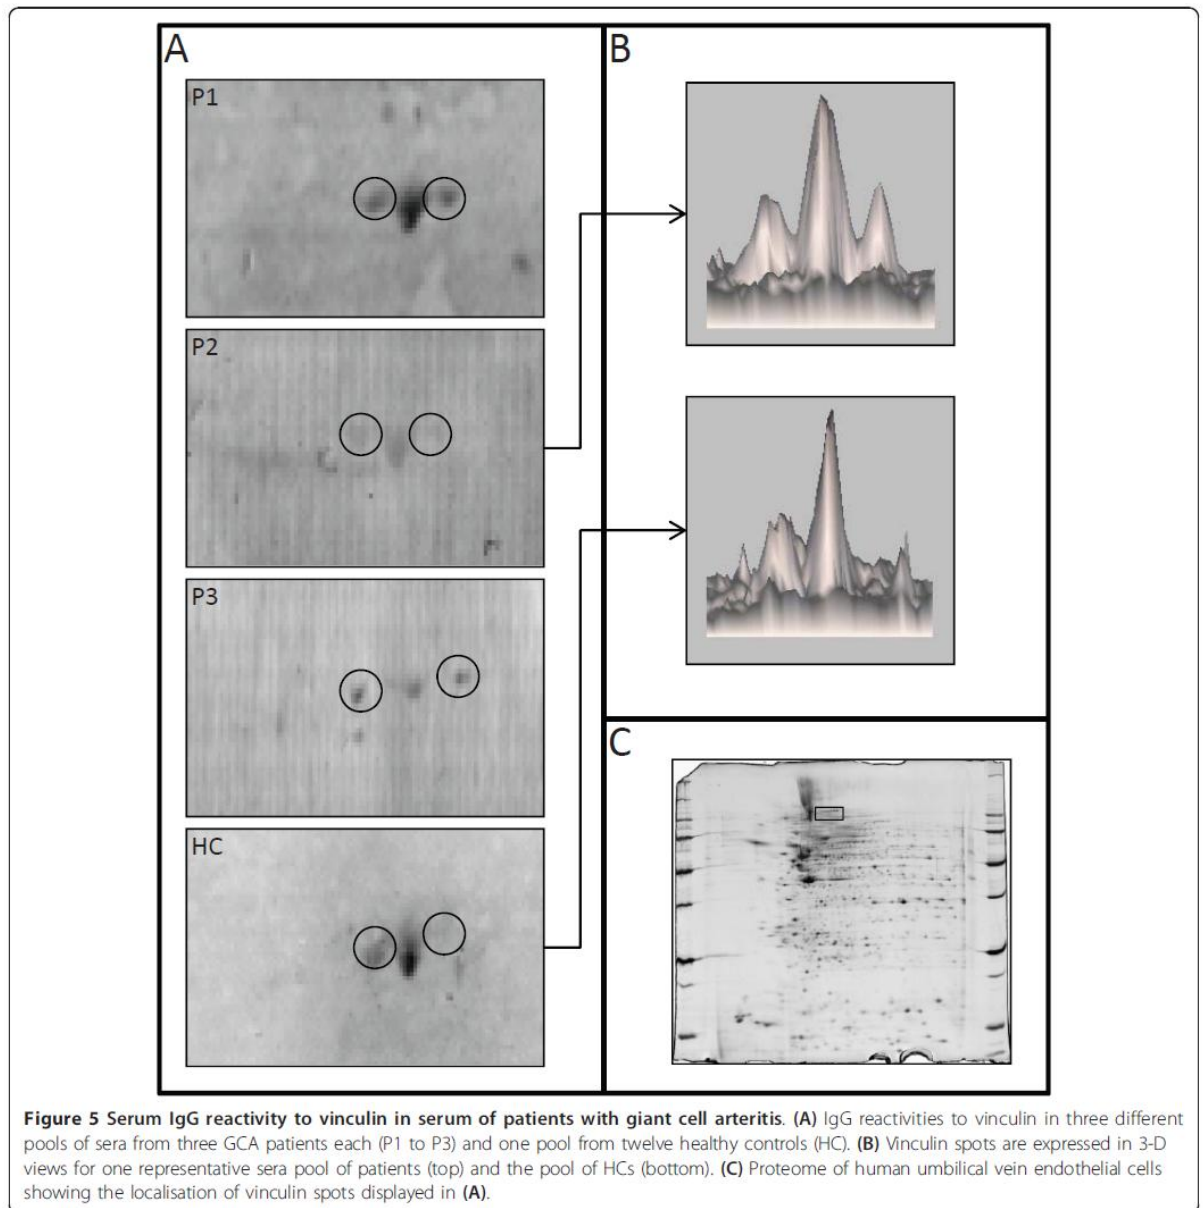 A
P1
P2
P3
HC
B
C
Figure 5 Serum IgG reactivity to vinculin in serum of patients with giant cell arteritis. (A) IgG reactivities to vinculin in three different
pools of sera from three GCA patients each (P1 to P3) and one pool from twelve healthy controls (HC). (B) Vinculin spots are expressed in 3-D
views for one representative sera pool of patients (top) and the pool of HCs (bottom). (C) Proteome of human umbilical vein endothelial cells
showing the localisation of vinculin spots displayed in (A).